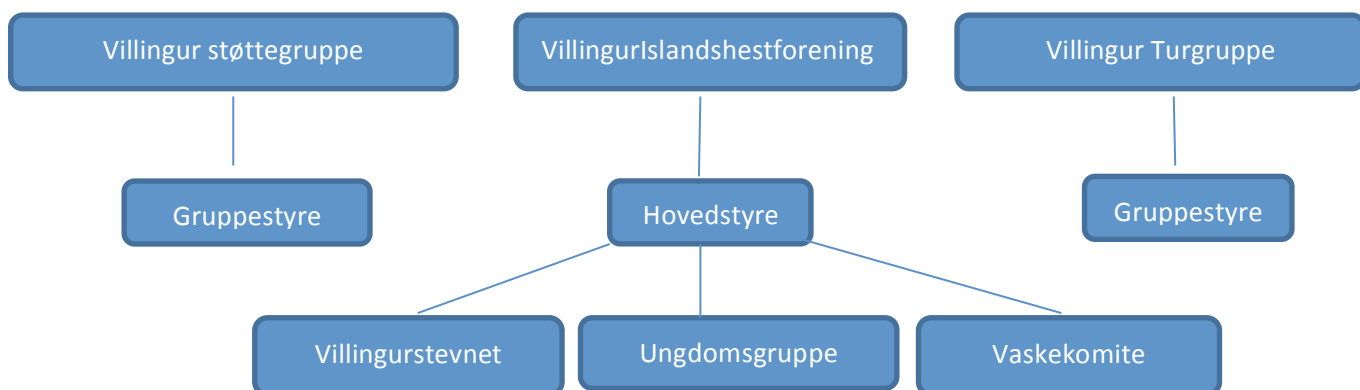 Villingur støttegruppe
VillingurIslandshestforening
Villingur Turgruppe
Gruppestyre
Hovedstyre
Gruppestyre
Villingurstevnet
Ungdomsgruppe
Vaskekomite